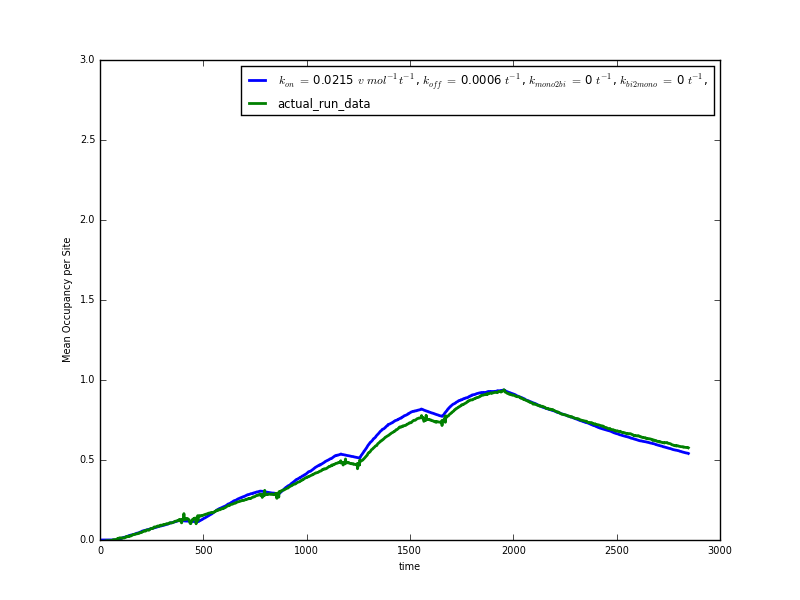 3.0
k_on = 0.0215 v mol^−1 t^−1, k_off = 0.0006 t^−1, k_mono2bi = 0 t^−1, k_bi2mono = 0 t^−1,
actual_run_data
2.5
2.0
1.5
1.0
0.5
0.0
Mean Occupancy per Site
0 500 1000 1500 2000 2500 3000
time